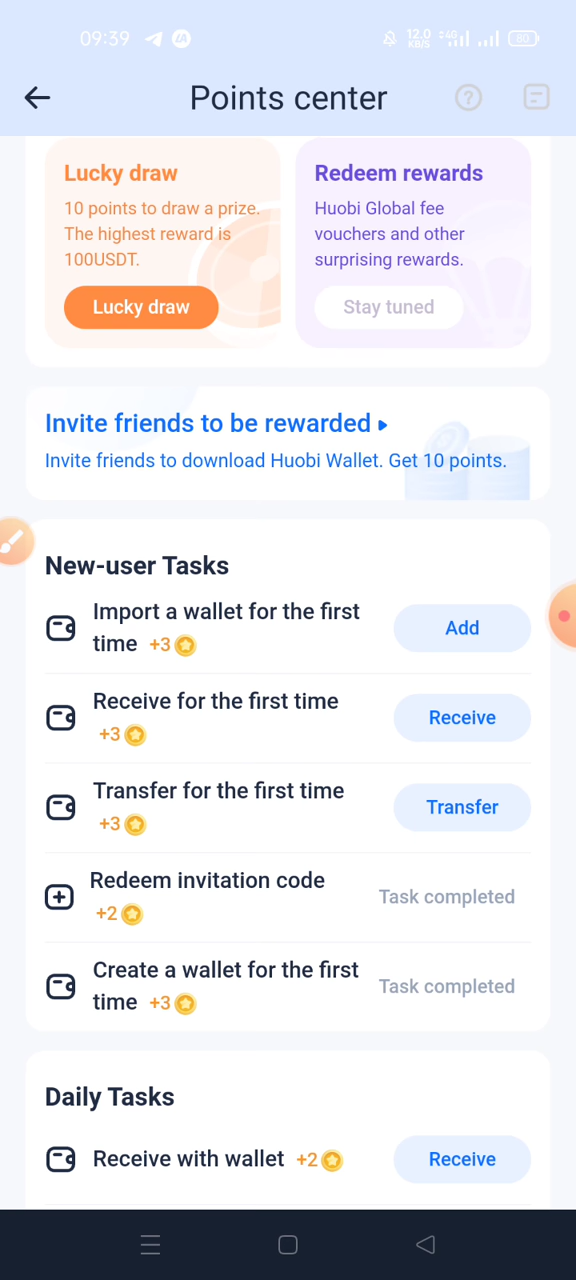 09:39
12.0
KB/S
4G
80
Points center
Lucky draw
10 points to draw a prize.
The highest reward is
100USDT.
Lucky draw
Redeem rewards
Huobi Global fee
vouchers and other
surprising rewards.
Stay tuned
Invite friends to be rewarded
Invite friends to download Huobi Wallet. Get 10 points.
New-user Tasks
Import a wallet for the first
time +3
Add
Receive for the first time
+3
Receive
Transfer for the first time
+3
Transfer
Redeem invitation code
+2
Task completed
Create a wallet for the first
time +3
Task completed
Daily Tasks
Receive with wallet +2
Receive